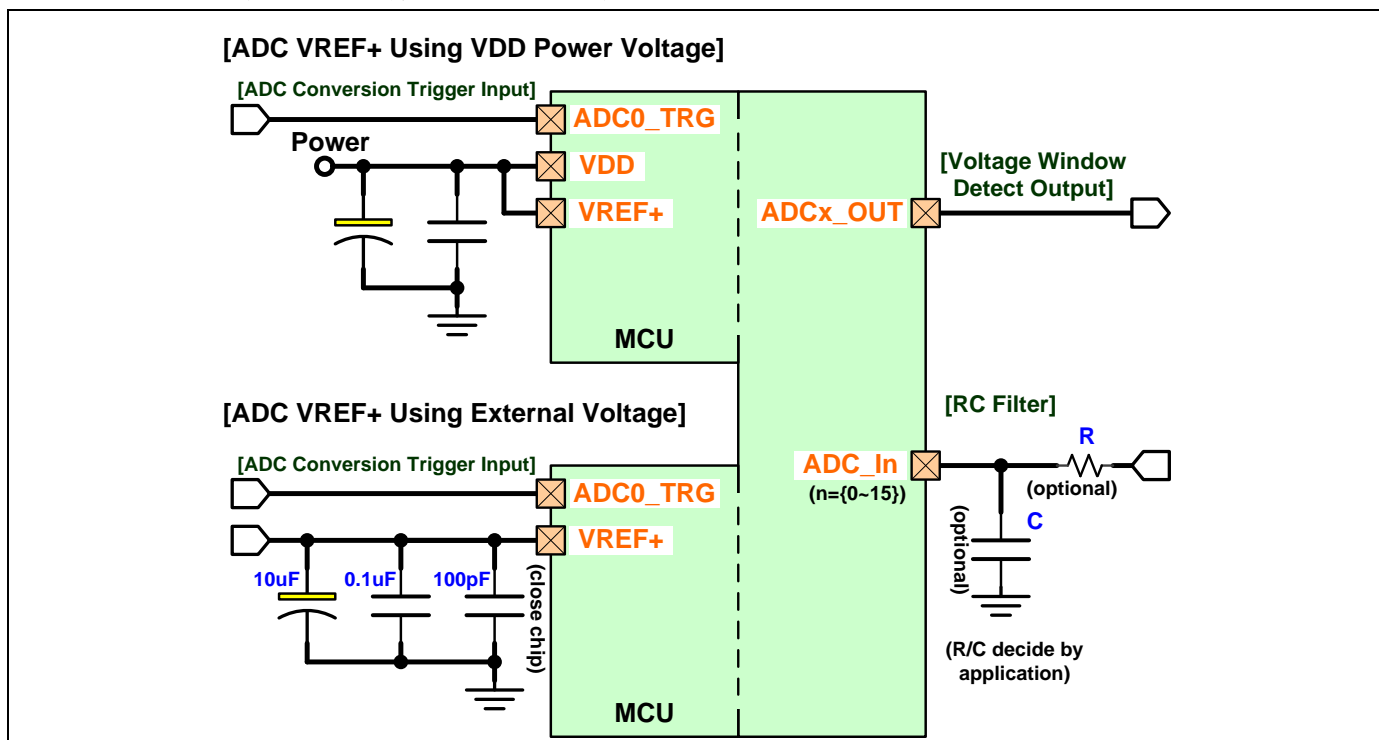 [ADC VREF+ Using VDD Power Voltage]
[ADC Conversion Trigger Input]
ADC0_TRG
Power
VDD
VREF+
MCU
[Voltage Window
Detect Output]
ADCx_OUT
[ADC VREF+ Using External Voltage]
[ADC Conversion Trigger Input]
ADC0_TRG
VREF+
10uF
0.1uF
100pF
(close chip)
MCU
[RC Filter]
ADC_In
(n={0~15})
R
(optional)
C
(optional)
(R/C decide by
application)